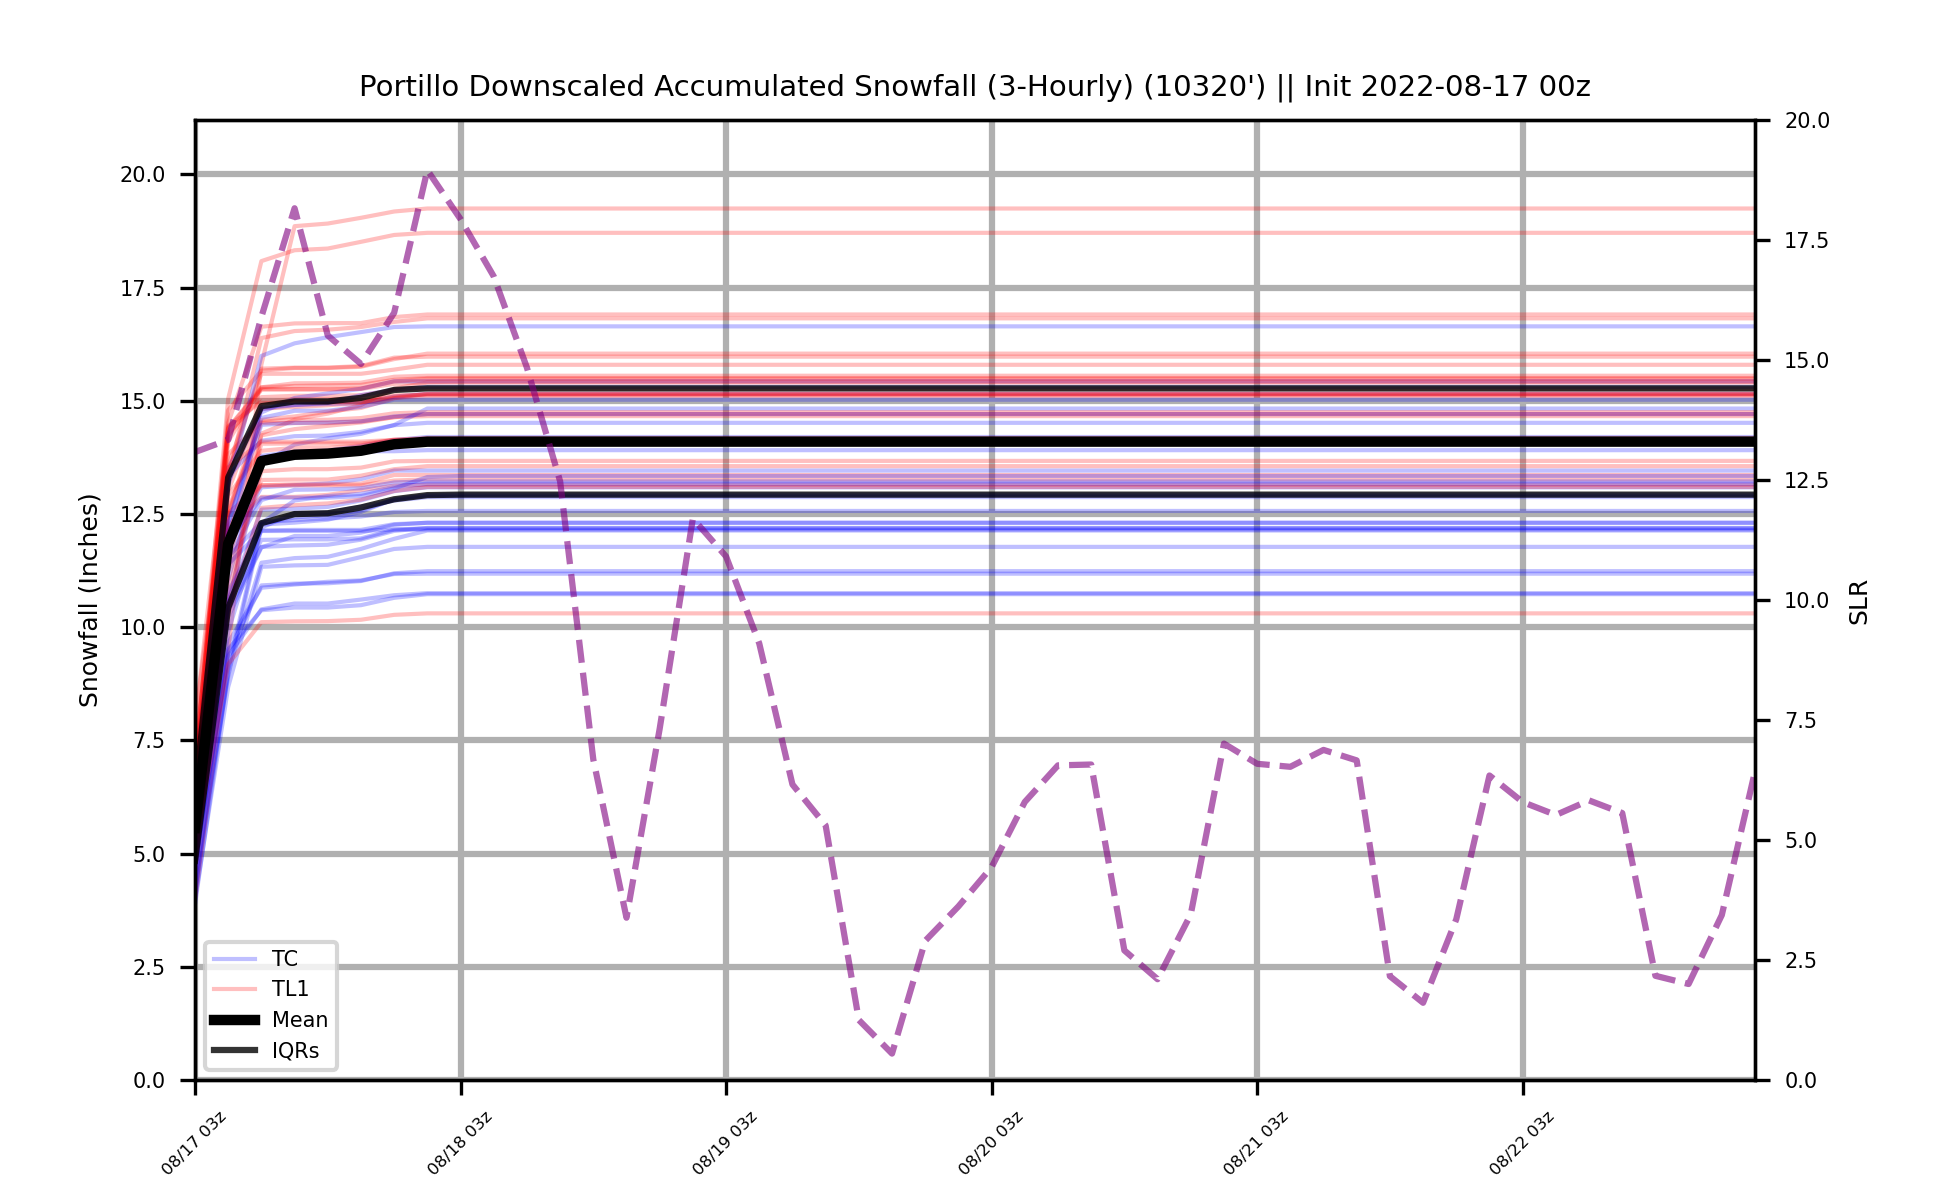 Portillo Downscaled Accumulated Snowfall (3-Hourly) (10320') || Init 2022-08-17 00z
Snowfall (Inches)
20.0
17.5
15.0
12.5
10.0
7.5
5.0
2.5
0.0
20.0
17.5
15.0
12.5
10.0
7.5
5.0
2.5
0.0
SLR
TC
TL1
Mean
IQRs
08/17 03z
08/18 03z
08/19 03z
08/20 03z
08/21 03z
08/22 03z